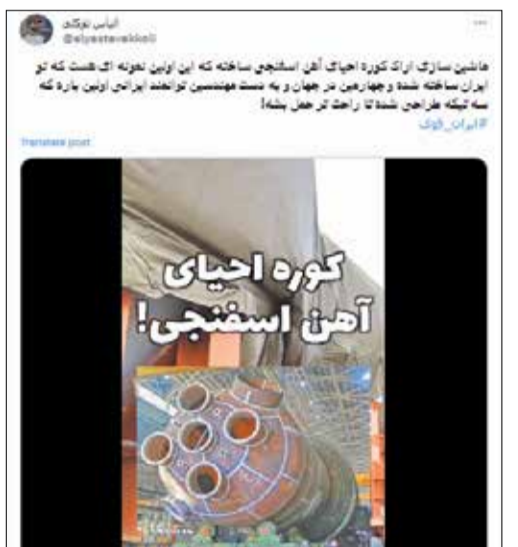 الیاس توکلی
@elyastavakkoli
ماشین سازی اراک کوره احیای آهن اسفنجی ساخته که این اولین نمونه ای هست که تو
ایران ساخته شده و چهارمین در جهان و به دست مهندسین توانمند ایرانی اولین باره که
سه تیکه طراحی شده تا راحت تر حمل بشه!
#ایران_قوی
Translate post
کوره احیای
آهن اسفنجی!